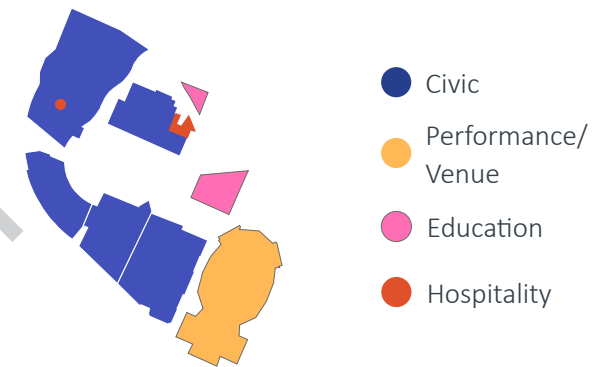 Civic
Performance/
Venue
Education
Hospitality